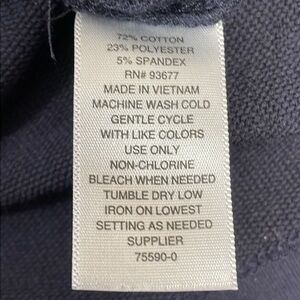 72% COTTON
23% POLYESTER
5% SPANDEX
RN# 93677
MADE IN VIETNAM
MACHINE WASH COLD
GENTLE CYCLE
WITH LIKE COLORS
USE ONLY
NON-CHLORINE
BLEACH WHEN NEEDED
TUMBLE DRY LOW
IRON ON LOWEST
SETTING AS NEEDED
SUPPLIER
75590-0